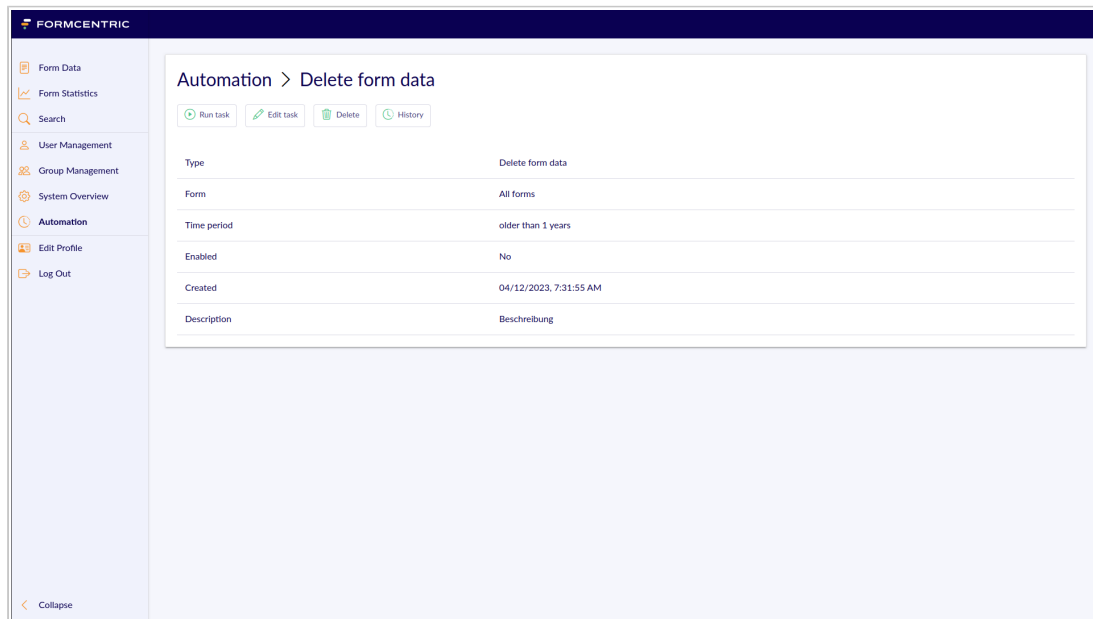 FORMCENTRIC
Form Data
Form Statistics
Search
User Management
Group Management
System Overview
Automation
Edit Profile
Log Out
Collapse
Automation > Delete form data
Run task Edit task Delete History
Type Delete form data
Form All forms
Time period older than 1 years
Enabled No
Created 04/12/2023, 7:31:55 AM
Description Beschreibung